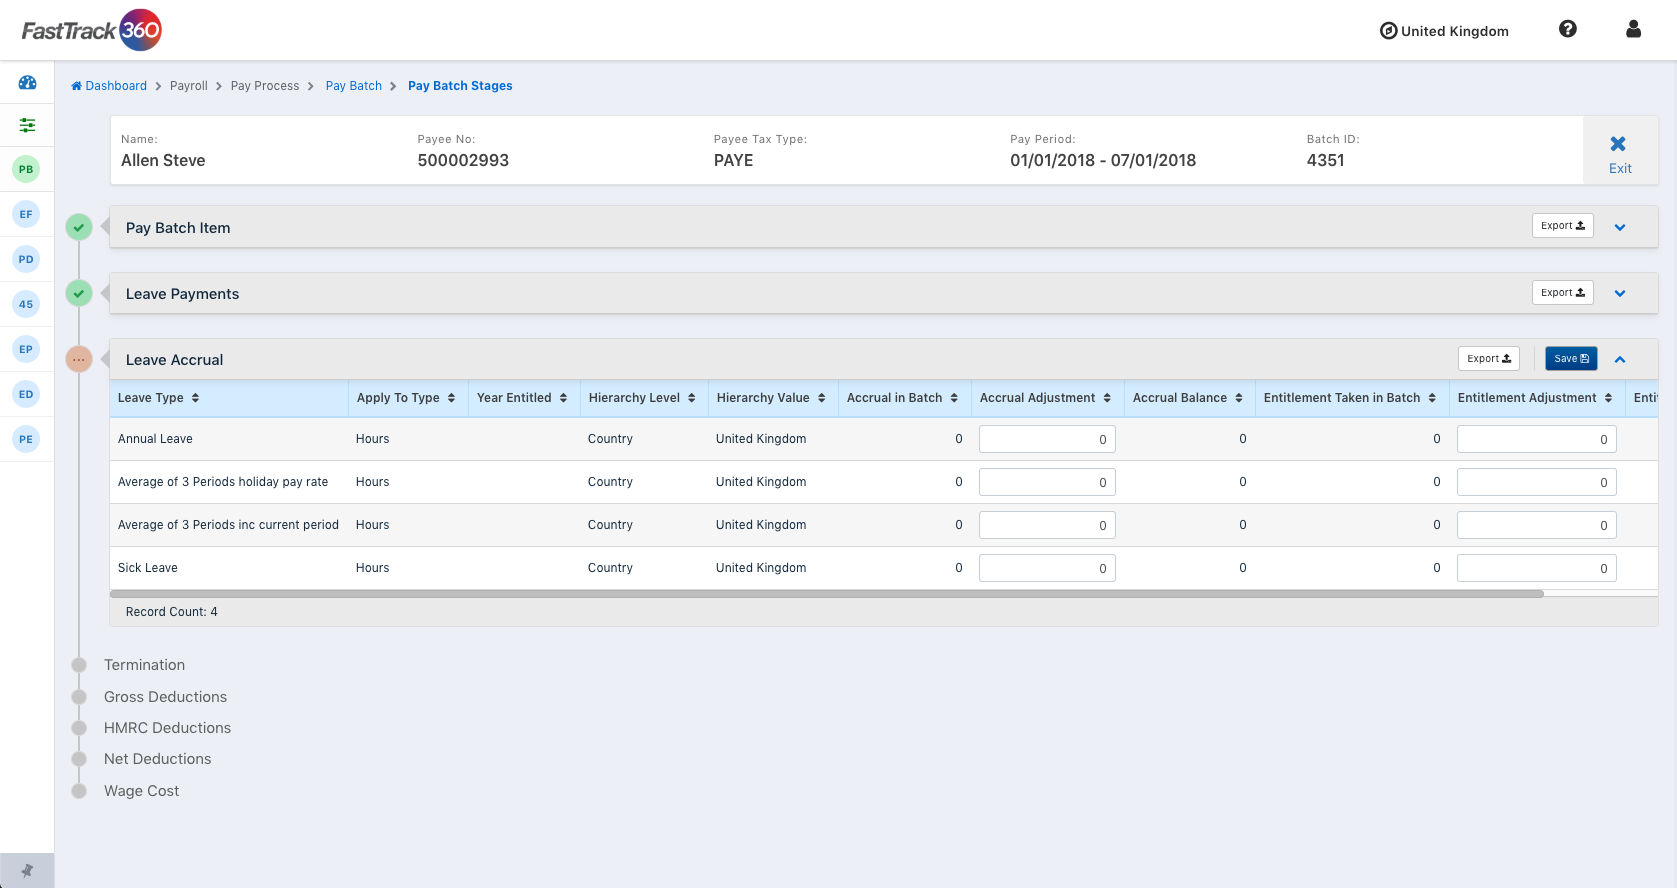 FastTrack 360
United Kingdom
Dashboard Payroll Pay Process Pay Batch Pay Batch Stages
PB
EF
PD
45
EP
ED
PE
Name: Payee No: Payee Tax Type: Pay Period: Batch ID:
Allen Steve 500002993 PAYE 01/01/2018 - 07/01/2018 4351
Exit
Pay Batch Item Export
Leave Payments Export
Leave Accrual Export Save
Leave Type Apply To Type Year Entitled Hierarchy Level Hierarchy Value Accrual in Batch Accrual Adjustment Accrual Balance Entitlement Taken in Batch Entitlement Adjustment Enti
Annual Leave Hours Country United Kingdom 0 0 0 0 0
Average of 3 Periods holiday pay rate Hours Country United Kingdom 0 0 0 0 0
Average of 3 Periods inc current period Hours Country United Kingdom 0 0 0 0 0
Sick Leave Hours Country United Kingdom 0 0 0 0 0
Record Count: 4
Termination
Gross Deductions
HMRC Deductions
Net Deductions
Wage Cost